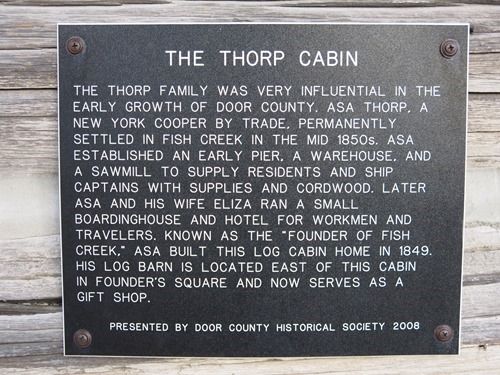 THE THORP CABIN
THE THORP FAMILY WAS VERY INFLUENTIAL IN THE
EARLY GROWTH OF DOOR COUNTY. ASA THORP, A
NEW YORK COOPER BY TRADE, PERMANENTLY
SETTLED IN FISH CREEK IN THE MID 1850s. ASA
ESTABLISHED AN EARLY PIER, A WAREHOUSE, AND
A SAWMILL TO SUPPLY RESIDENTS AND SHIP
CAPTAINS WITH SUPPLIES AND CORDWOOD. LATER
ASA AND HIS WIFE ELIZA RAN A SMALL
BOARDINGHOUSE AND HOTEL FOR WORKMEN AND
TRAVELERS. KNOWN AS THE "FOUNDER OF FISH
CREEK," ASA BUILT THIS LOG CABIN HOME IN 1849.
HIS LOG BARN IS LOCATED EAST OF THIS CABIN
IN FOUNDER'S SQUARE AND NOW SERVES AS A
GIFT SHOP.
PRESENTED BY DOOR COUNTY HISTORICAL SOCIETY 2008